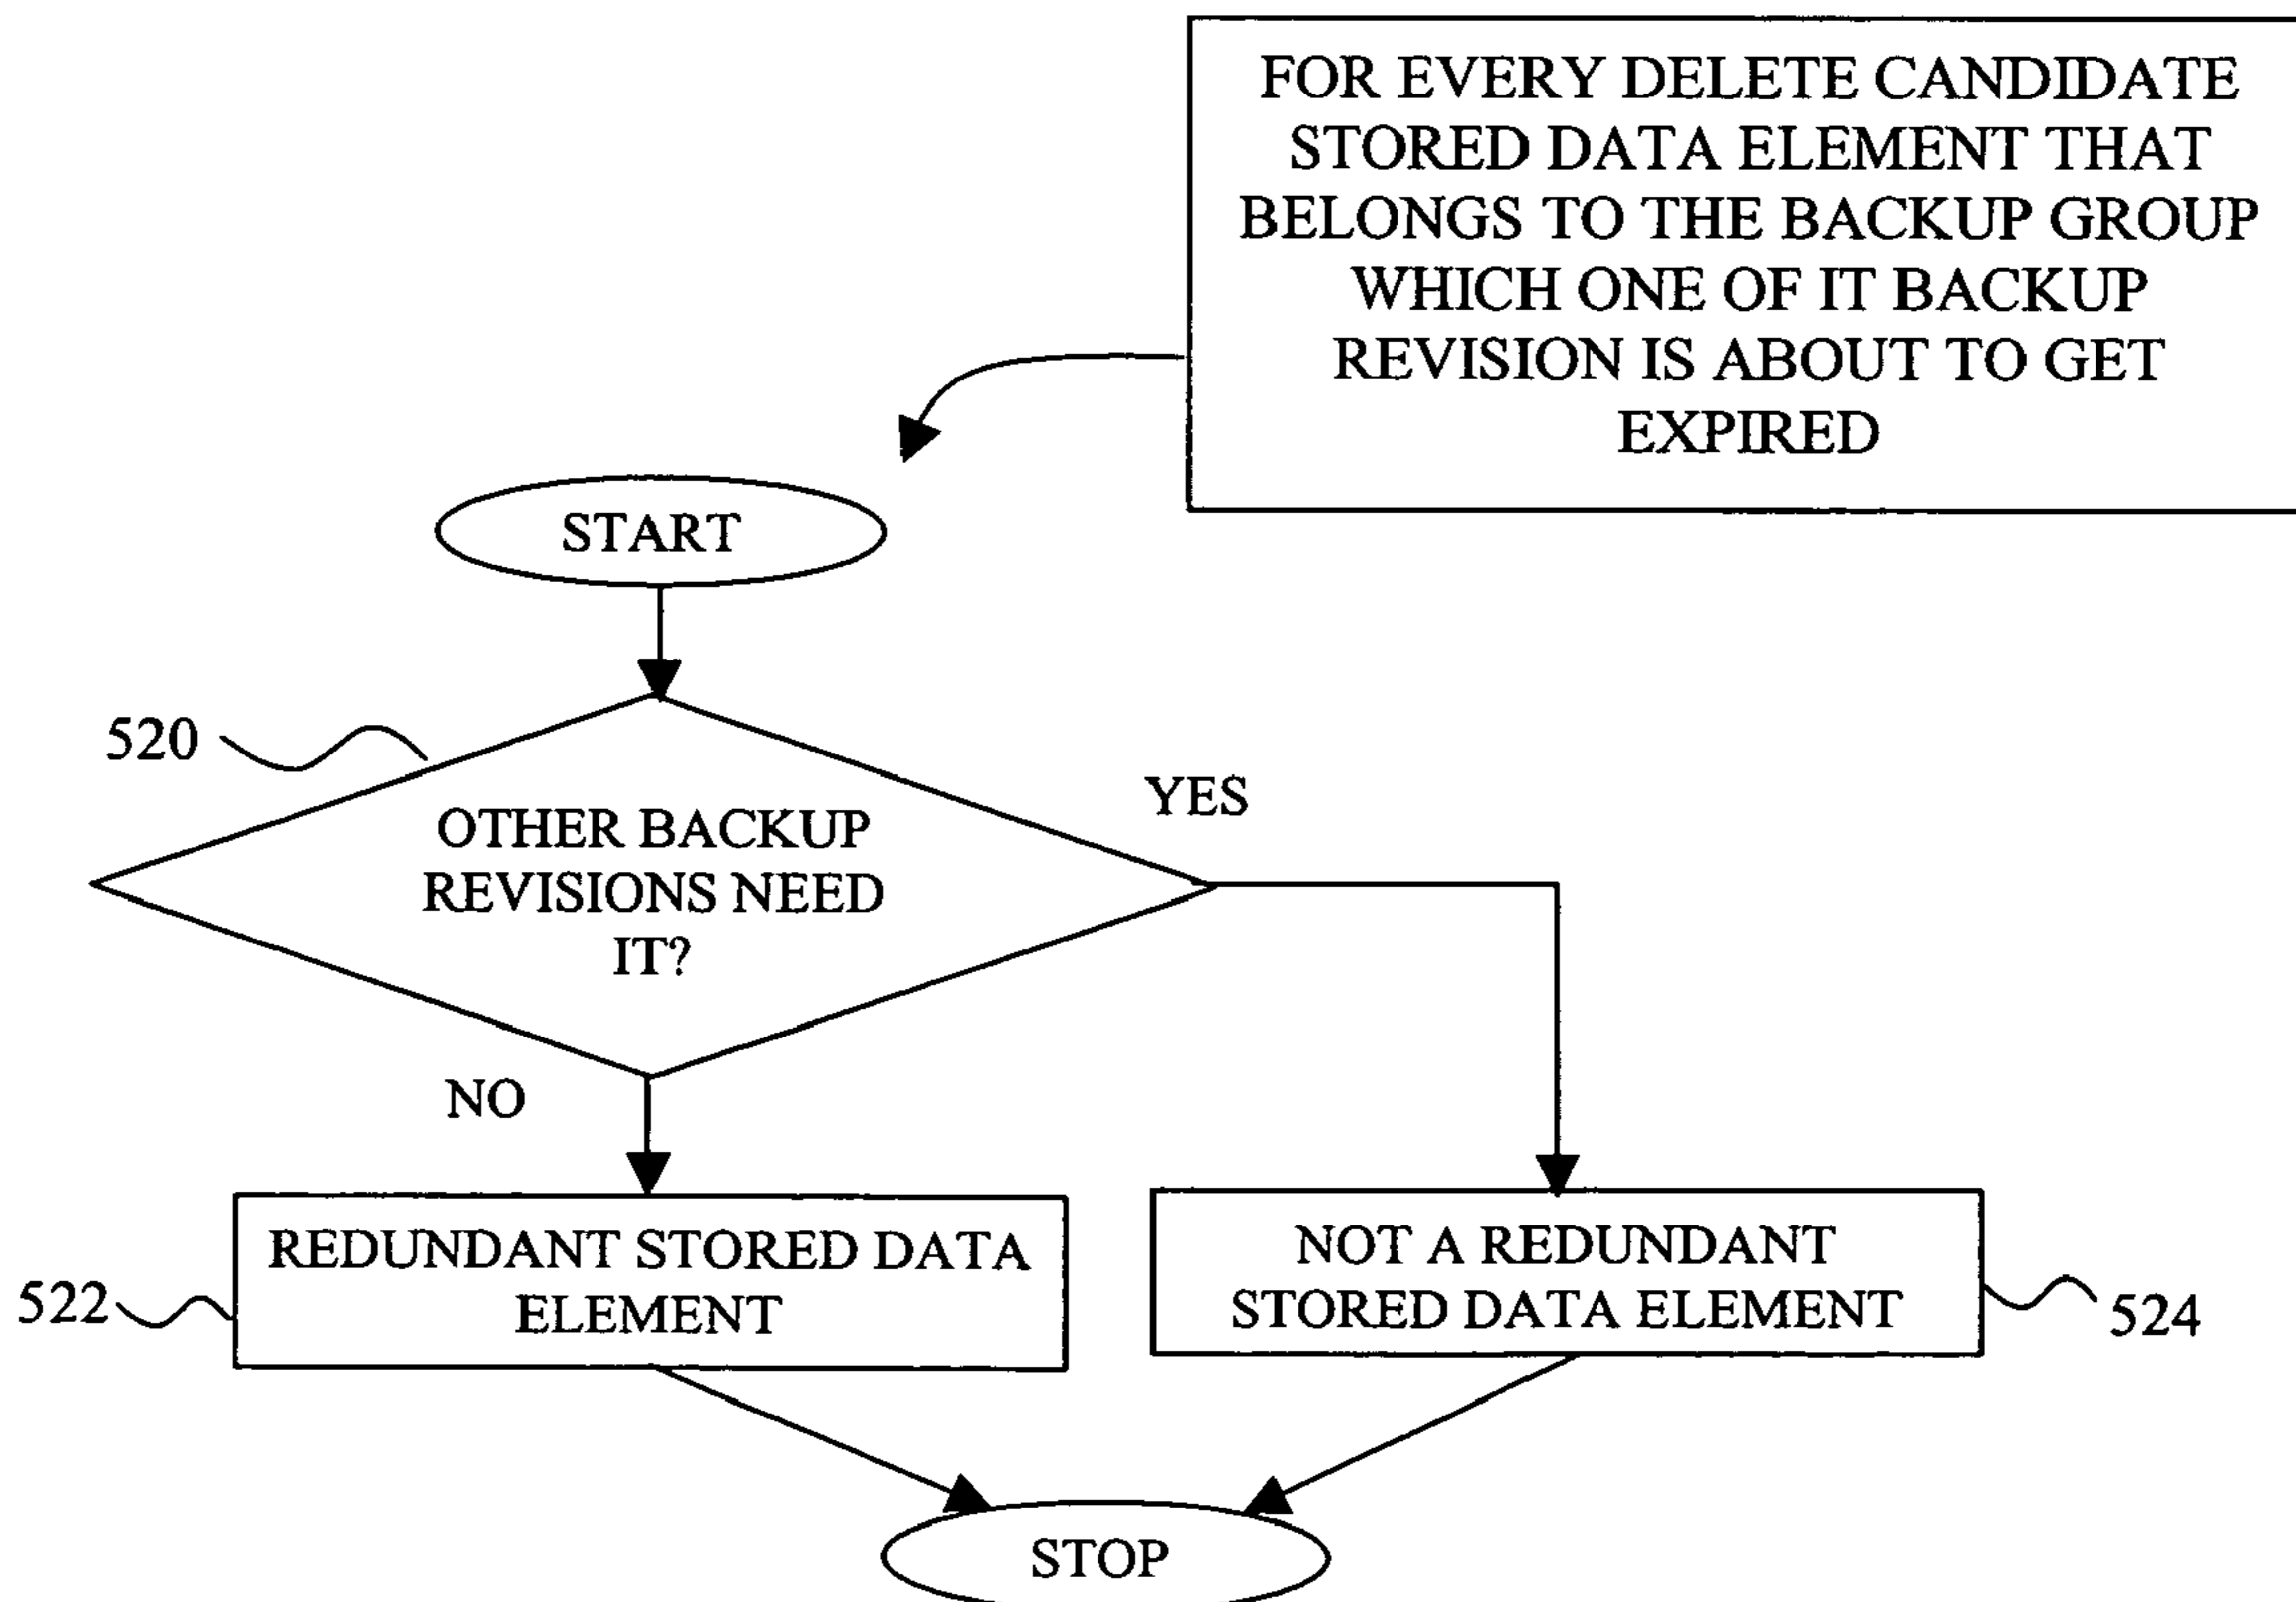 FOR EVERY DELETE CANDIDATE
STORED DATA ELEMENT THAT
BELONGS TO THE BACKUP GROUP
WHICH ONE OF IT BACKUP
REVISION IS ABOUT TO GET
EXPIRED
START
520
OTHER BACKUP
REVISIONS NEED
IT?
YES
NO
REDUNDANT STORED DATA
ELEMENT
522
NOT A REDUNDANT
STORED DATA ELEMENT
524
STOP